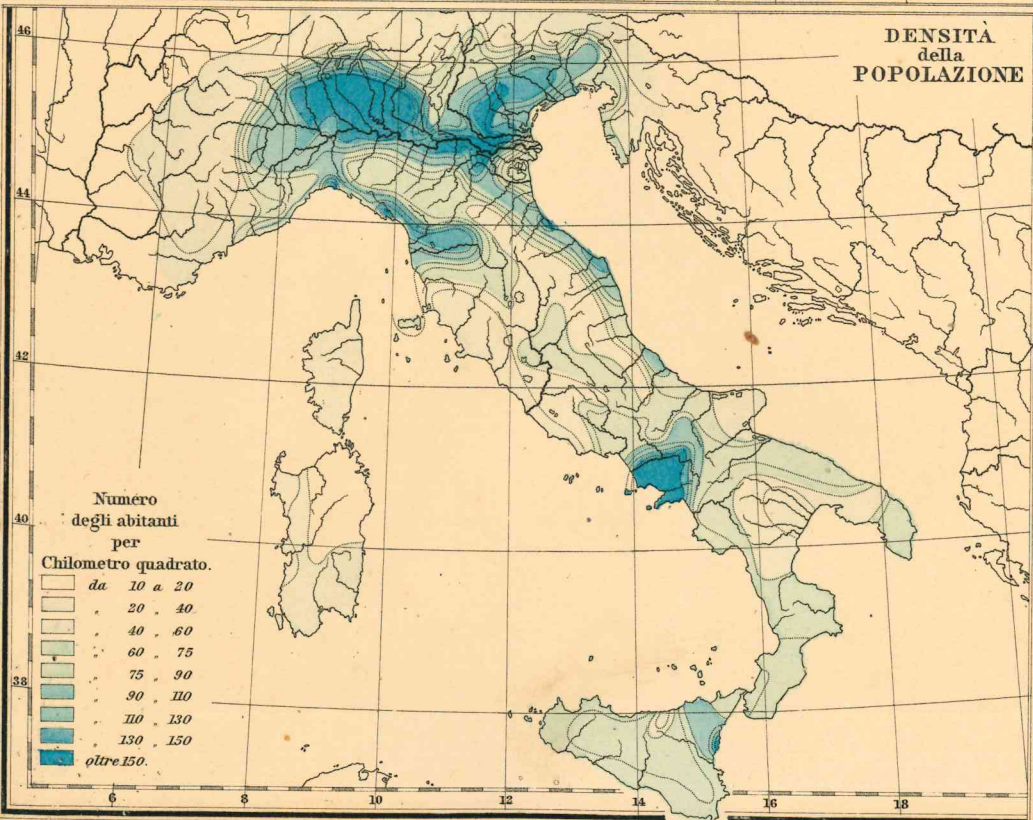 DENSITÀ
della
POPOLAZIONE
46
44
42
40
38
Numero
degli abitanti
per
Chilometro quadrato.
da 10 a 20
„ 20 „ 40
„ 40 „ 60
„ 60 „ 75
„ 75 „ 90
„ 90 „ 110
„ 110 „ 130
„ 130 „ 150
oltre 150.
6 8 10 12 14 16 18